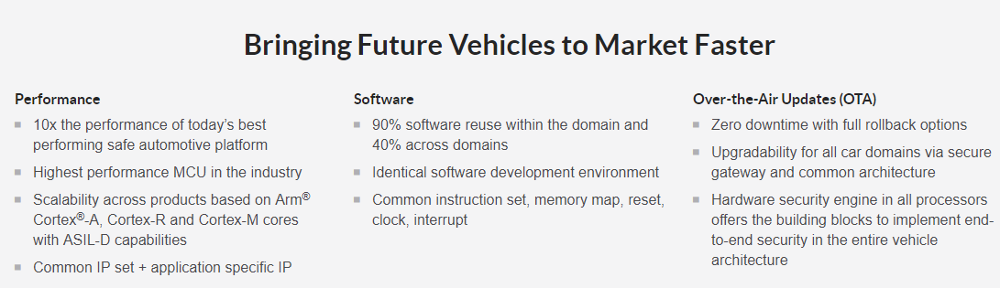 Bringing Future Vehicles to Market Faster
Performance
10x the performance of today's best
performing safe automotive platform
Highest performance MCU in the industry
Scalability across products based on Arm®
Cortex®-A, Cortex-R and Cortex-M cores
with ASIL-D capabilities
Common IP set + application specific IP
Software
90% software reuse within the domain and
40% across domains
Identical software development environment
Common instruction set, memory map, reset,
clock, interrupt
Over-the-Air Updates (OTA)
Zero downtime with full rollback options
Upgradability for all car domains via secure
gateway and common architecture
Hardware security engine in all processors
offers the building blocks to implement end-
to-end security in the entire vehicle
architecture